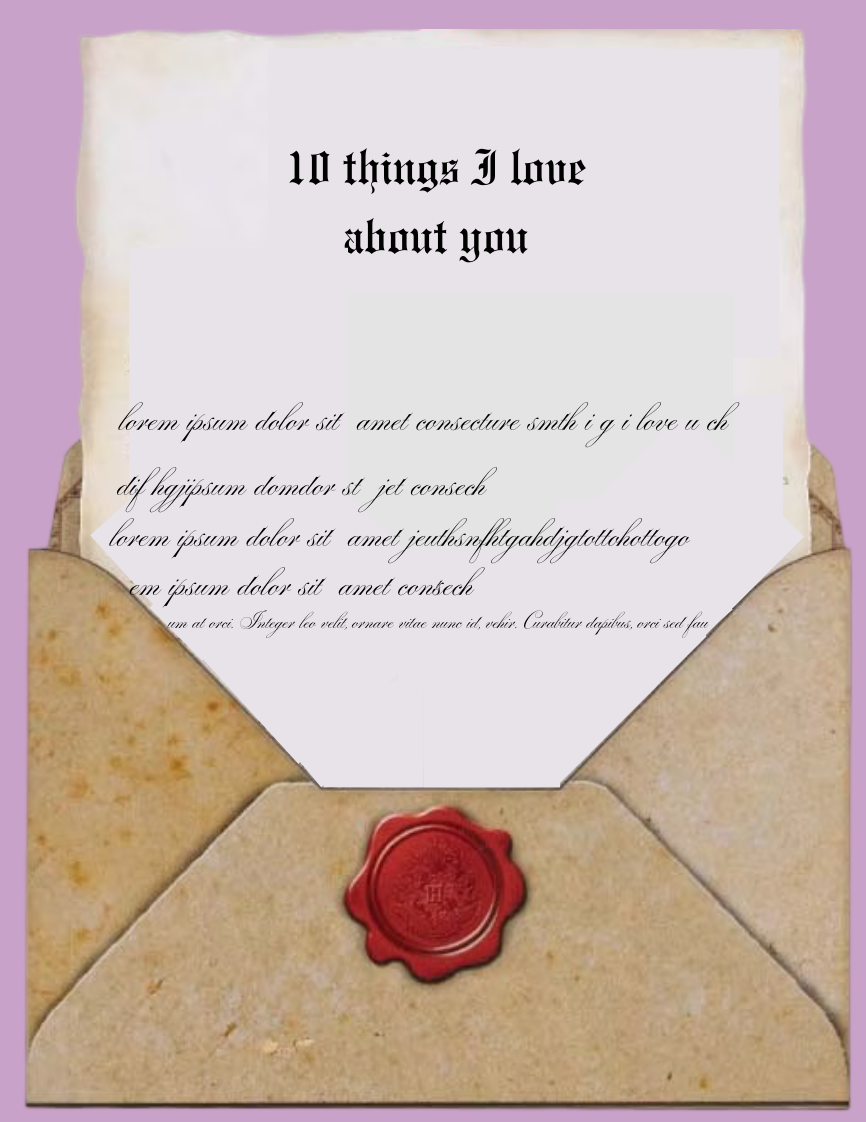 10 things I love
about you
lorem ipsum dolor sit amet consecture smth i g i love u ch
dif hgjipsum domdor st jet consech
lorem ipsum dolor sit amet jeuthsnfhtgahdjgtottohottogo
em ipsum dolor sit amet consech
um at orci. Integer leo velit, ornare vitae nunc id, vehir. Curabitur dapibus, orci sed fau
H